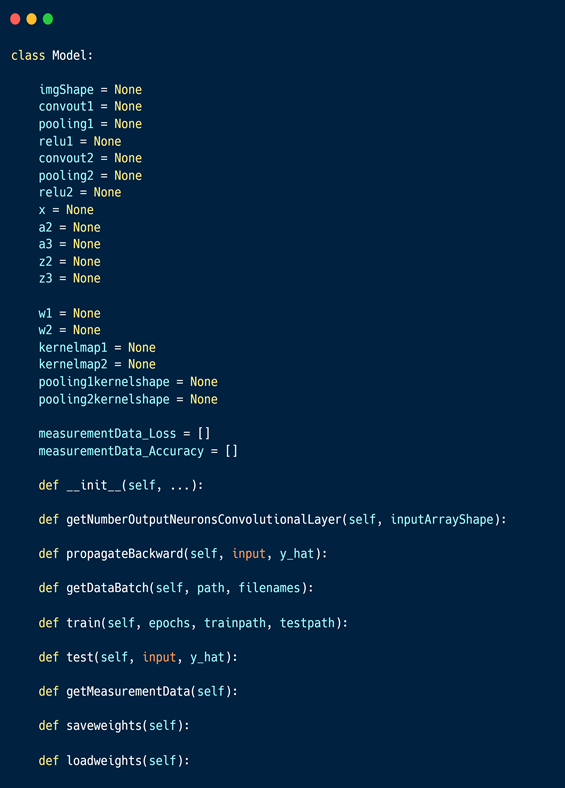 class Model:
    imgShape = None
    convout1 = None
    pooling1 = None
    relu1 = None
    convout2 = None
    pooling2 = None
    relu2 = None
    x = None
    a2 = None
    a3 = None
    z2 = None
    z3 = None
    w1 = None
    w2 = None
    kernelmap1 = None
    kernelmap2 = None
    pooling1kernelshape = None
    pooling2kernelshape = None
    measurementData_Loss = []
    measurementData_Accuracy = []
    def __init__(self, ...):
    def getNumberOutputNeuronsConvolutionalLayer(self, inputArrayShape):
    def propagateBackward(self, input, y_hat):
    def getDataBatch(self, path, filenames):
    def train(self, epochs, trainpath, testpath):
    def test(self, input, y_hat):
    def getMeasurementData(self):
    def saveweights(self):
    def loadweights(self):